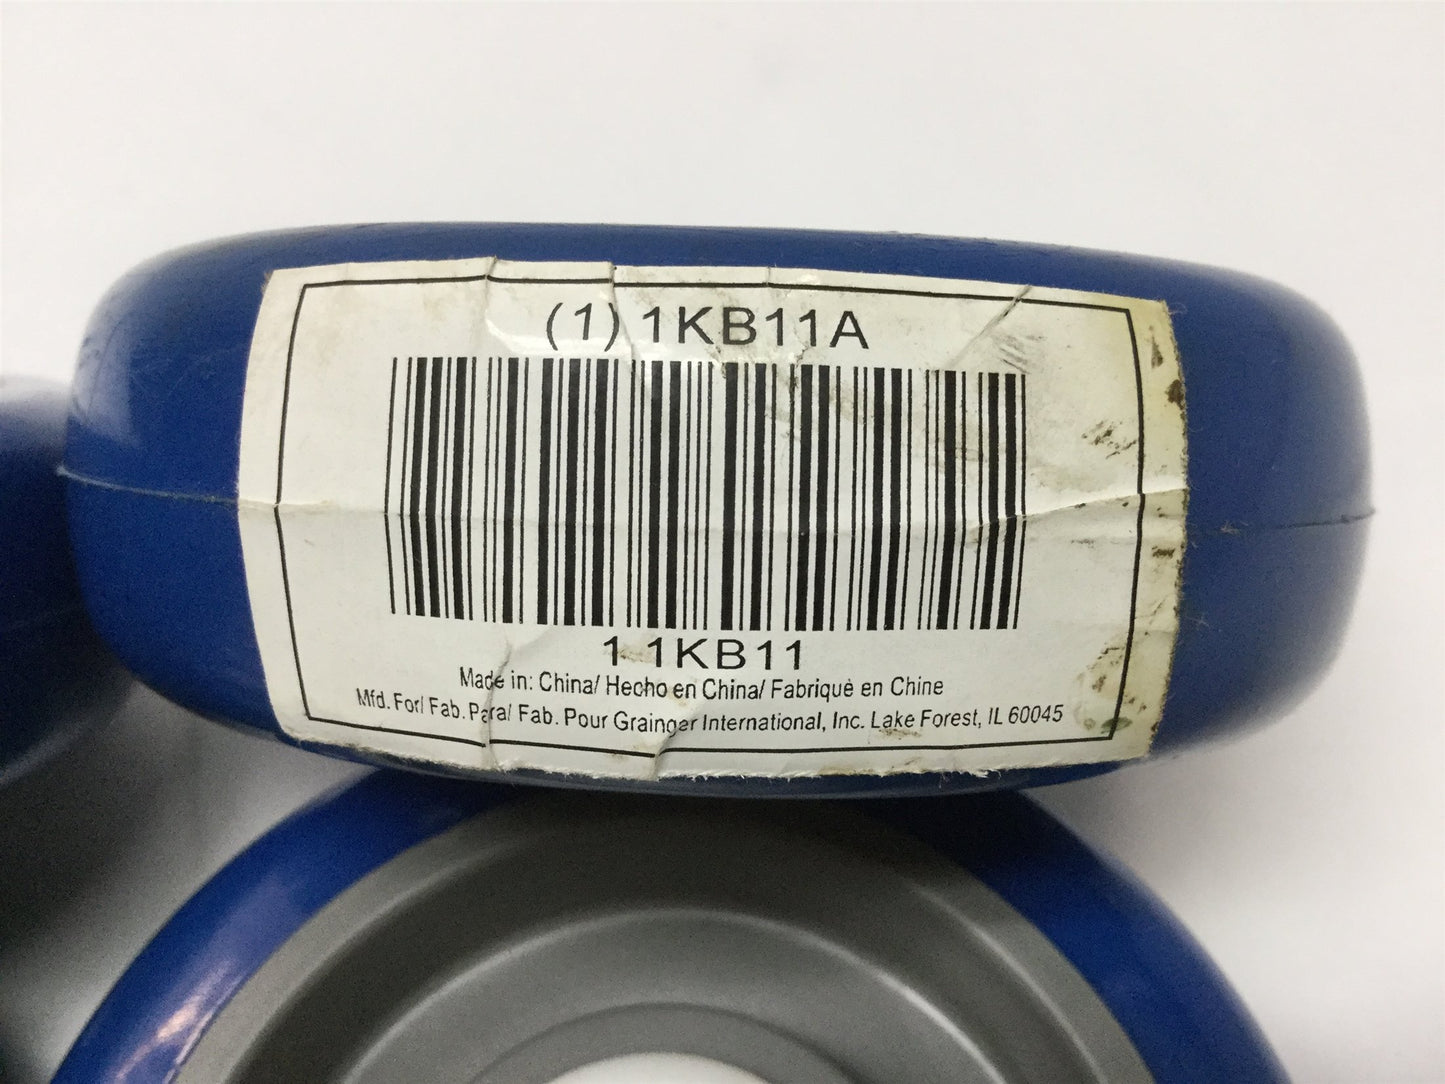 (1) 1KB11A
1 1KB11
Made in: China/ Hecho en China/ Fabriquè en Chine
Mfd. For/ Fab. Para/ Fab. Pour Grainger International, Inc. Lake Forest, IL 60045